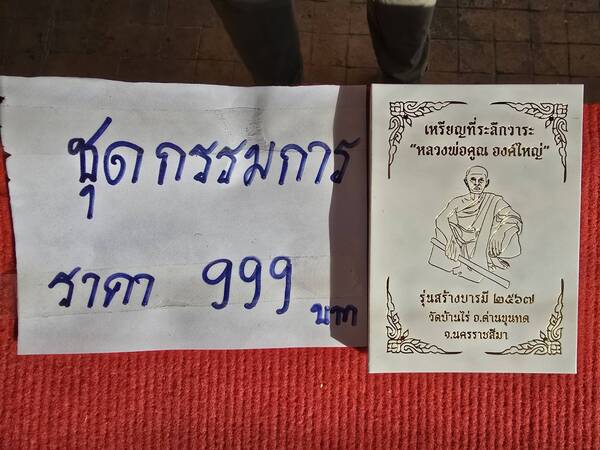 ชุดกรรมการ
ราคา 999 บาท
เหรียญที่ระลึกวาระ
"หลวงพ่อคูณ องค์ใหญ่"
รุ่นสร้างบารมี ๒๕๖๗
วัดบ้านไร่ อ.ด่านขุนทด
จ.นครราชสีมา